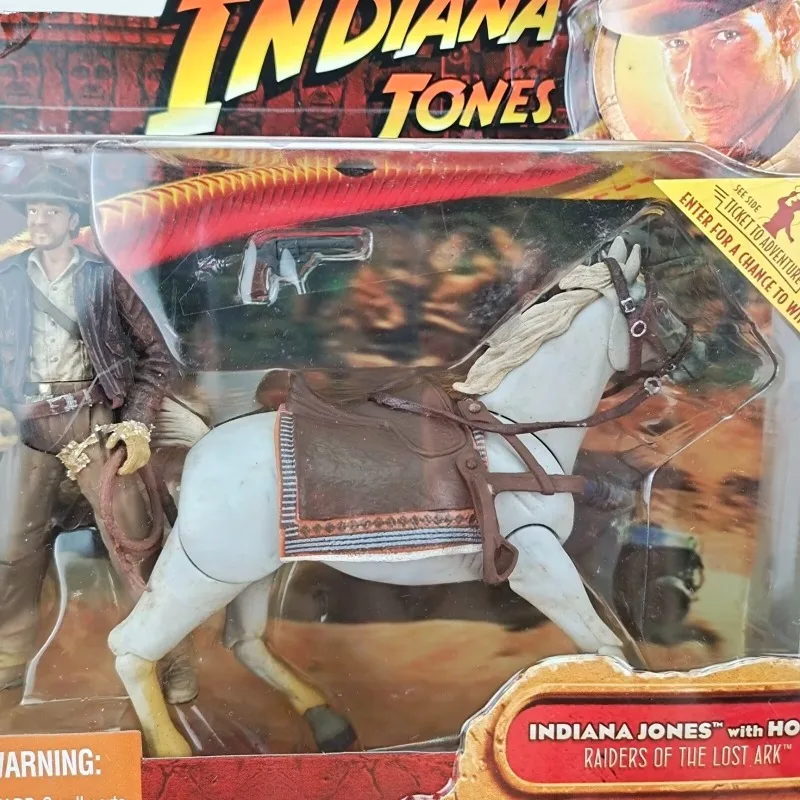 INDIANA
JONES
SEE SIDE
TICKET TO ADVENTURE
ENTER FOR A CHANCE TO W
INDIANA JONES™ with HO
RAIDERS OF THE LOST ARK™
WARNING: